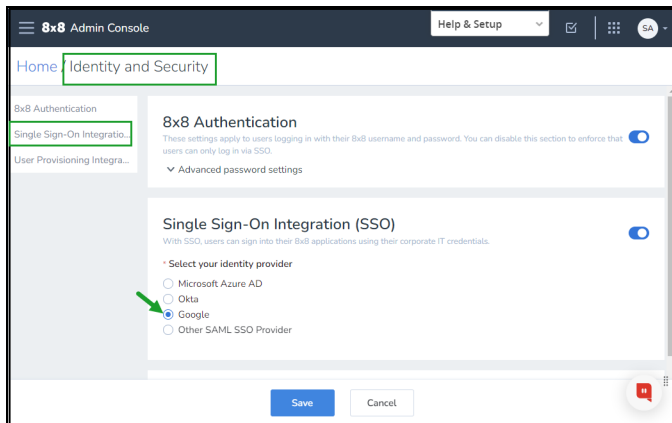 8x8 Admin Console
Help & Setup
SA
Home / Identity and Security
8x8 Authentication
Single Sign-On Integratio...
User Provisioning Integra...
8x8 Authentication
These settings apply to users logging in with their 8x8 username and password. You can disable this section to enforce that
users can only log in via SSO.
Advanced password settings
Single Sign-On Integration (SSO)
With SSO, users can sign into their 8x8 applications using their corporate IT credentials.
* Select your identity provider
Microsoft Azure AD
Okta
Google
Other SAML SSO Provider
Save
Cancel